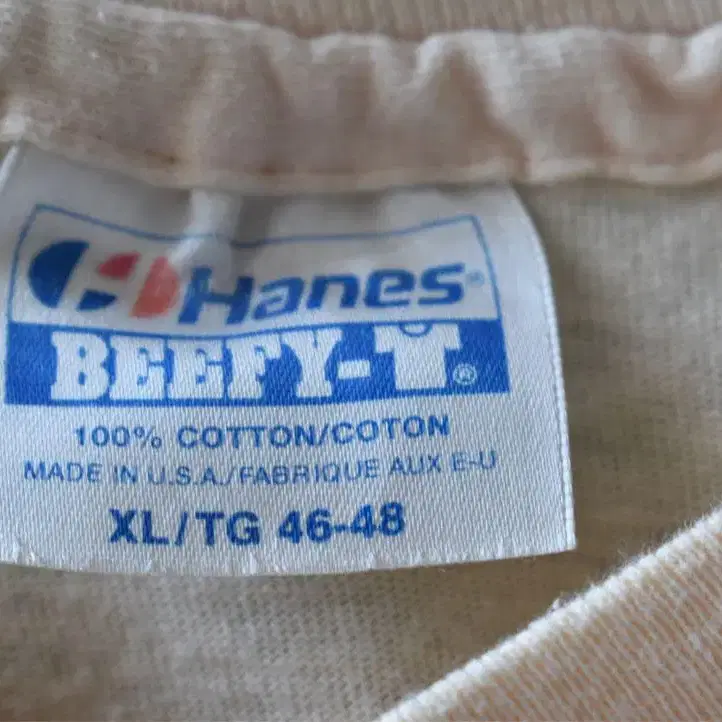 Hanes®
BEEFY-T®
100% COTTON/COTON
MADE IN U.S.A./FABRIQUE AUX E-U
XL/TG 46-48